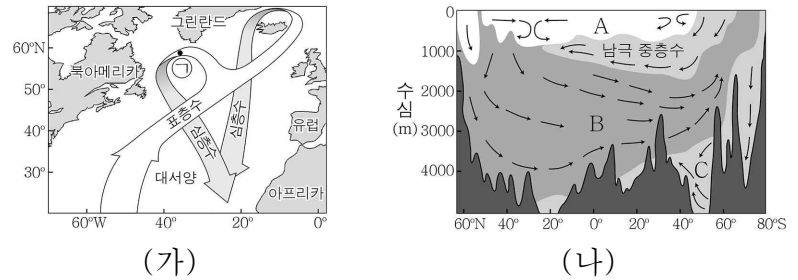 그린란드
60°N
북아메리카
ㄱ
50°
표층수
심층수
심층수
40°
유럽
30°
대서양
아프리카
60°W 40° 20° 0°
(가)
0
A
1000
남극 중층수
수심
(m)
2000
B
3000
C
4000
60°N 40° 20° 0° 20° 40° 60° 80°S
(나)